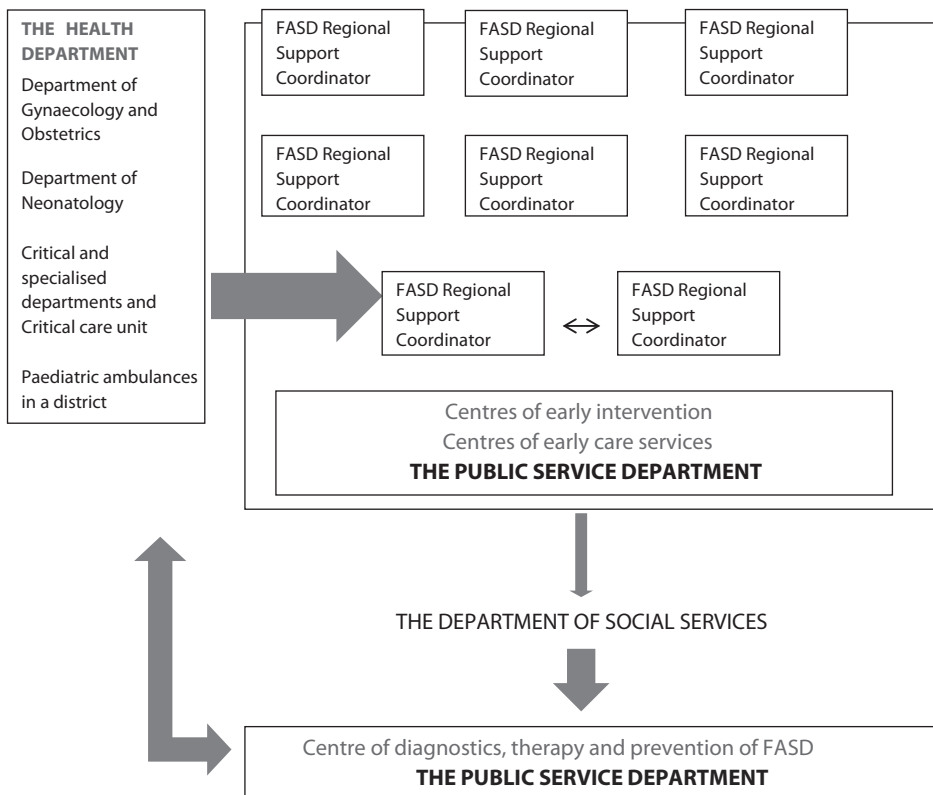 THE HEALTH
DEPARTMENT
Department of
Gynaecology and
Obstetrics
Department of
Neonatology
Critical and
specialised
departments and
Critical care unit
Paediatric ambulances
in a district
FASD Regional
Support
Coordinator
FASD Regional
Support
Coordinator
FASD Regional
Support
Coordinator
FASD Regional
Support
Coordinator
FASD Regional
Support
Coordinator
FASD Regional
Support
Coordinator
FASD Regional
Support
Coordinator
FASD Regional
Support
Coordinator
Centres of early intervention
Centres of early care services
THE PUBLIC SERVICE DEPARTMENT
THE DEPARTMENT OF SOCIAL SERVICES
Centre of diagnostics, therapy and prevention of FASD
THE PUBLIC SERVICE DEPARTMENT